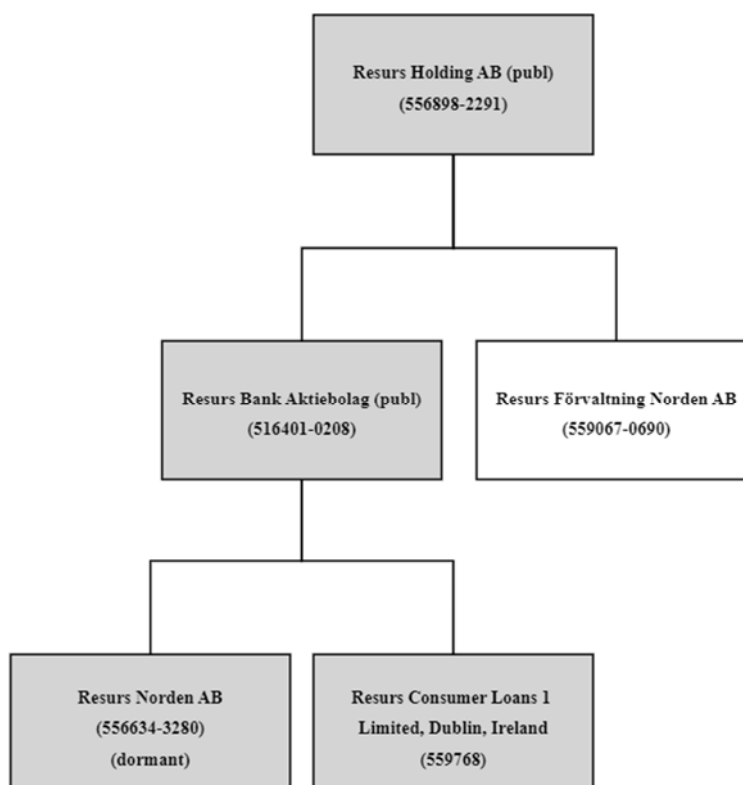 Resurs Holding AB (publ)
(556898-2291)
Resurs Bank Aktiebolag (publ)
(516401-0208)
Resurs Förvaltning Norden AB
(559067-0690)
Resurs Norden AB
(556634-3280)
(dormant)
Resurs Consumer Loans 1
Limited, Dublin, Ireland
(559768)